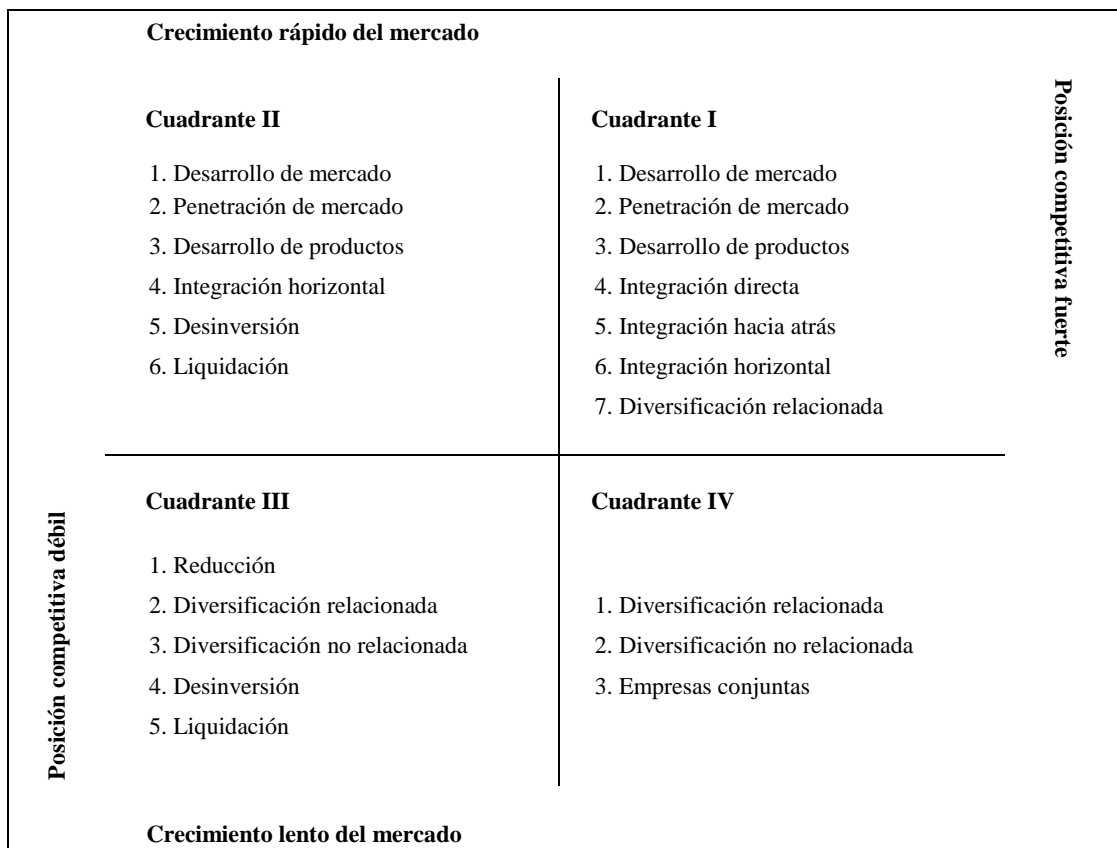 Crecimiento rápido del mercado
Posición competitiva fuerte
Cuadrante II
1. Desarrollo de mercado
2. Penetración de mercado
3. Desarrollo de productos
4. Integración horizontal
5. Desinversión
6. Liquidación
Cuadrante I
1. Desarrollo de mercado
2. Penetración de mercado
3. Desarrollo de productos
4. Integración directa
5. Integración hacia atrás
6. Integración horizontal
7. Diversificación relacionada
Posición competitiva débil
Cuadrante III
1. Reducción
2. Diversificación relacionada
3. Diversificación no relacionada
4. Desinversión
5. Liquidación
Cuadrante IV
1. Diversificación relacionada
2. Diversificación no relacionada
3. Empresas conjuntas
Crecimiento lento del mercado